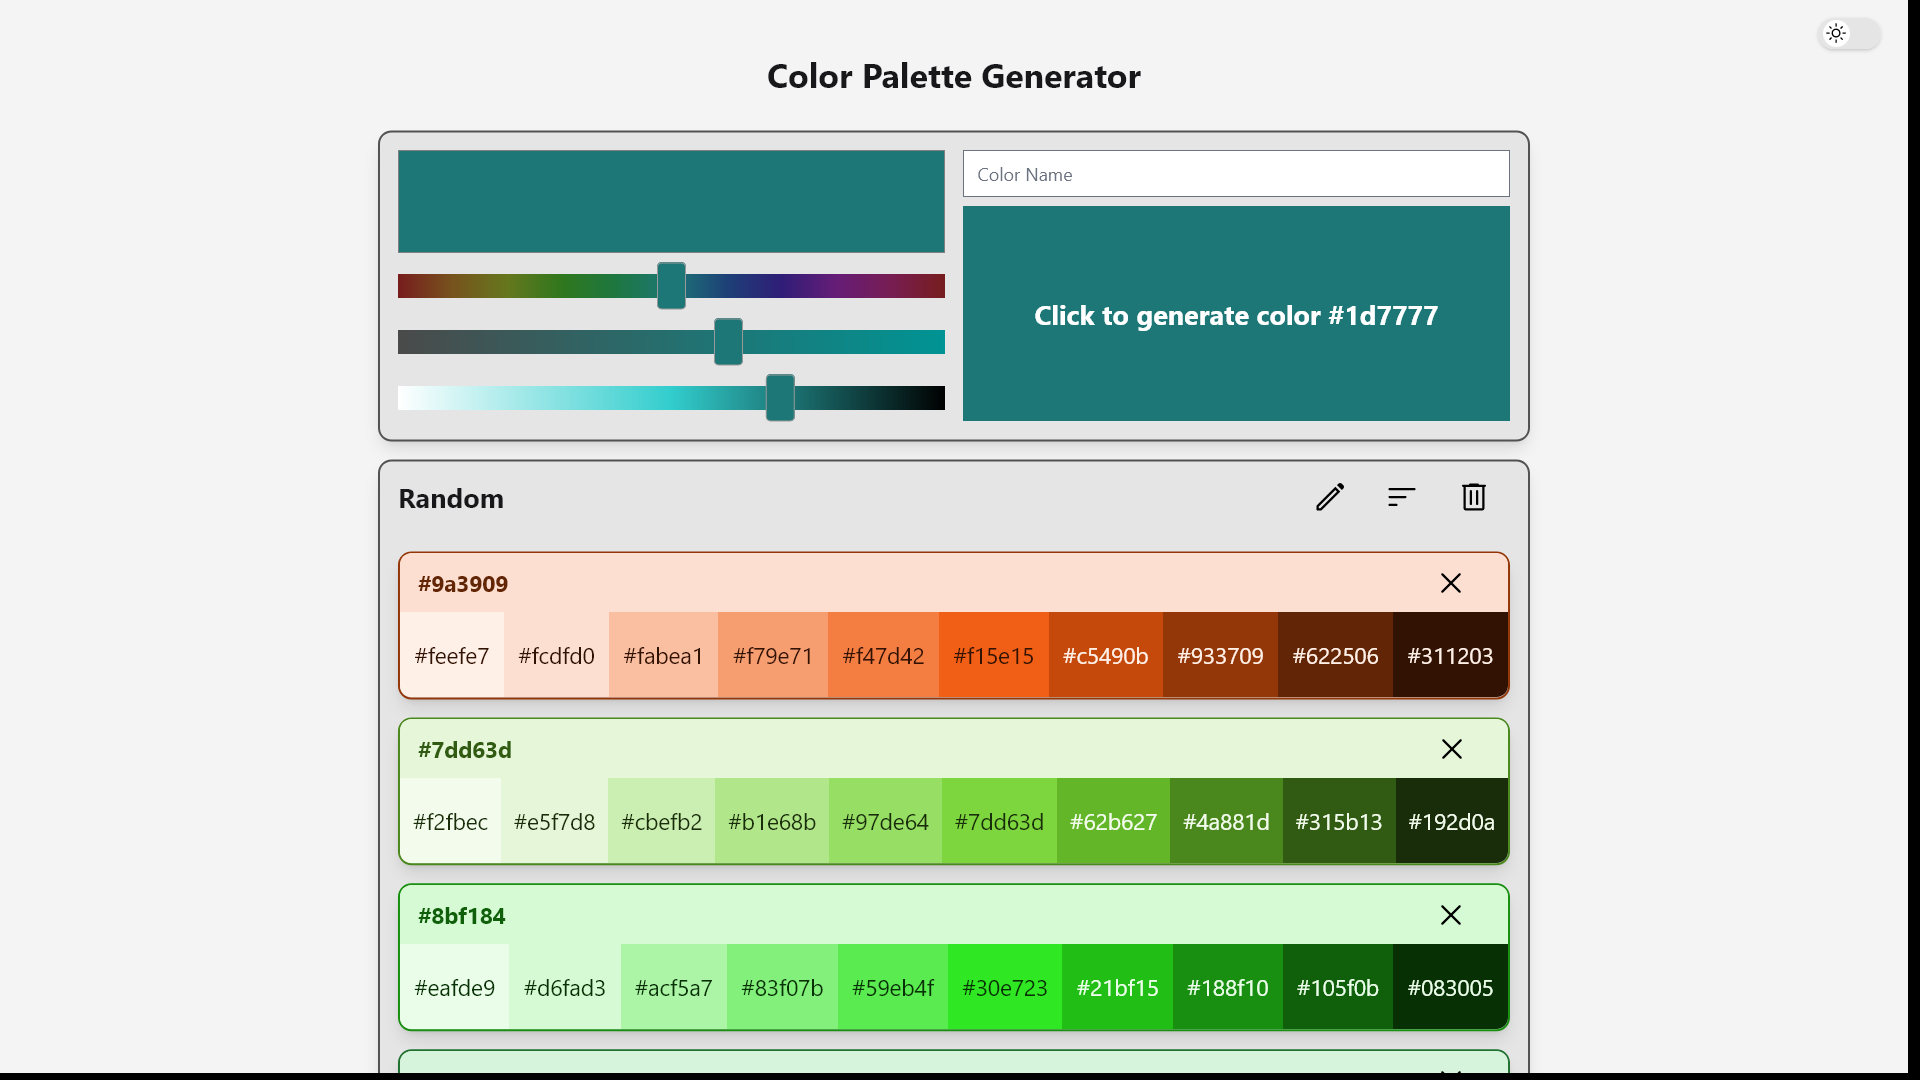 Color Palette Generator
Color Name
Click to generate color #1d7777
Random
#9a3909
#feefe7 #fcdfd0 #fabea1 #f79e71 #f47d42 #f15e15 #c5490b #933709 #622506 #311203
#7dd63d
#f2fbec #e5f7d8 #cbefb2 #b1e68b #97de64 #7dd63d #62b627 #4a881d #315b13 #192d0a
#8bf184
#eafde9 #d6fad3 #acf5a7 #83f07b #59eb4f #30e723 #21bf15 #188f10 #105f0b #083005